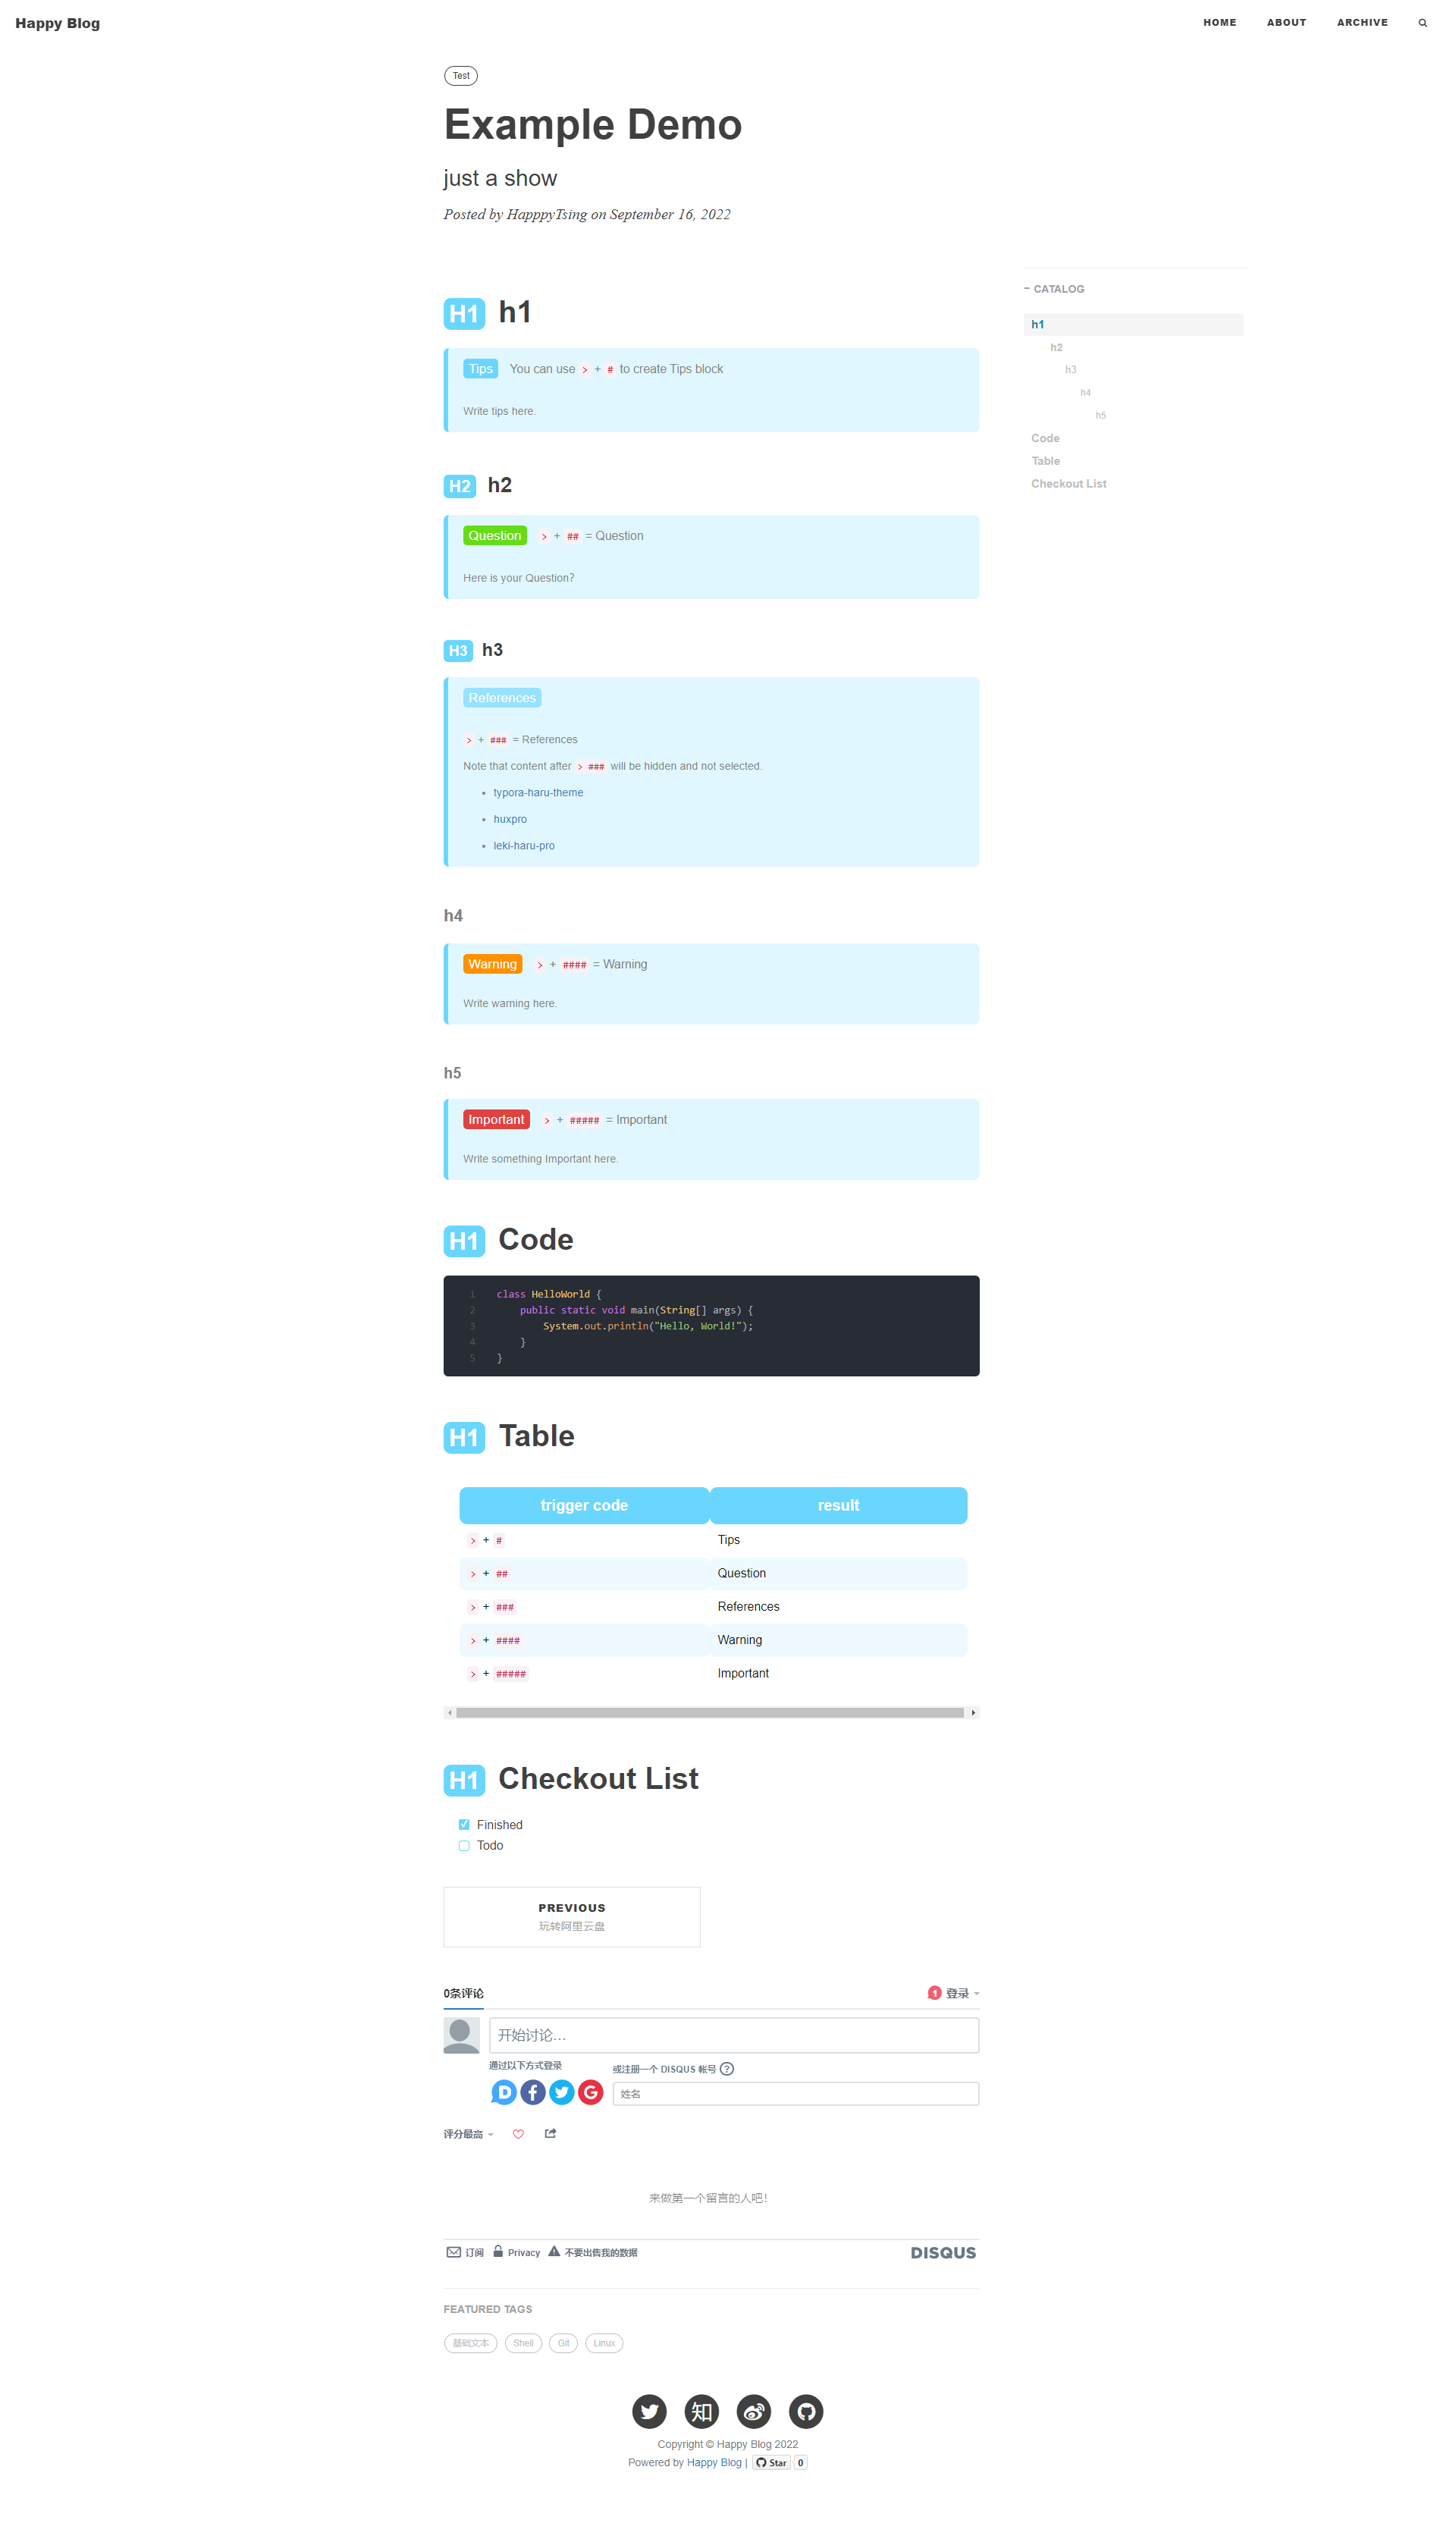 Happy Blog
HOME ABOUT ARCHIVE
Test
Example Demo
just a show
Posted by HapppyTsing on September 16, 2022
CATALOG
h1
h2
h3
h4
h5
Code
Table
Checkout List
H1 h1
Tips You can use > + # to create Tips block
Write tips here.
H2 h2
Question > + ## = Question
Here is your Question?
H3 h3
References
> + ### = References
Note that content after > ### will be hidden and not selected.
• typora-haru-theme
• huxpro
• leki-haru-pro
h4
Warning > + #### = Warning
Write warning here.
h5
Important > + ##### = Important
Write something Important here.
H1 Code
1 class HelloWorld {
2 public static void main(String[] args) {
3 System.out.println("Hello, World!");
4 }
5 }
H1 Table
trigger code result
> + # Tips
> + ## Question
> + ### References
> + #### Warning
> + ##### Important
H1 Checkout List
Finished
Todo
PREVIOUS
玩转阿里云盘
0条评论 1 登录
开始讨论...
通过以下方式登录 或注册一个 DISQUS 帐号 ?
姓名
评分最高
来做第一个留言的人吧!
订阅 Privacy 不要出售我的数据 DISQUS
FEATURED TAGS
基础文本 Shell Git Linux
知
Copyright © Happy Blog 2022
Powered by Happy Blog | Star 0